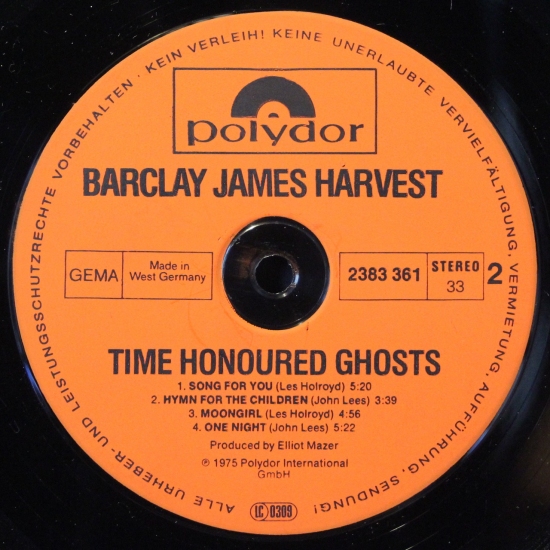 ALLE URHEBER- UND LEISTUNGSSCHUTZRECHTE VORBEHALTEN · KEIN VERLEIH! KEINE UNERLAUBTE VERVIELFÄLTIGUNG, VERMIETUNG, AUFFÜHRUNG, SENDUNG!
polydor
BARCLAY JAMES HARVEST
GEMA
Made in
West Germany
2383 361
STEREO
33
2
TIME HONOURED GHOSTS
1. SONG FOR YOU (Les Holroyd) 5:20
2. HYMN FOR THE CHILDREN (John Lees) 3:39
3. MOONGIRL (Les Holroyd) 4:56
4. ONE NIGHT (John Lees) 5:22
Produced by Elliot Mazer
℗ 1975 Polydor International
GmbH
LC 0309